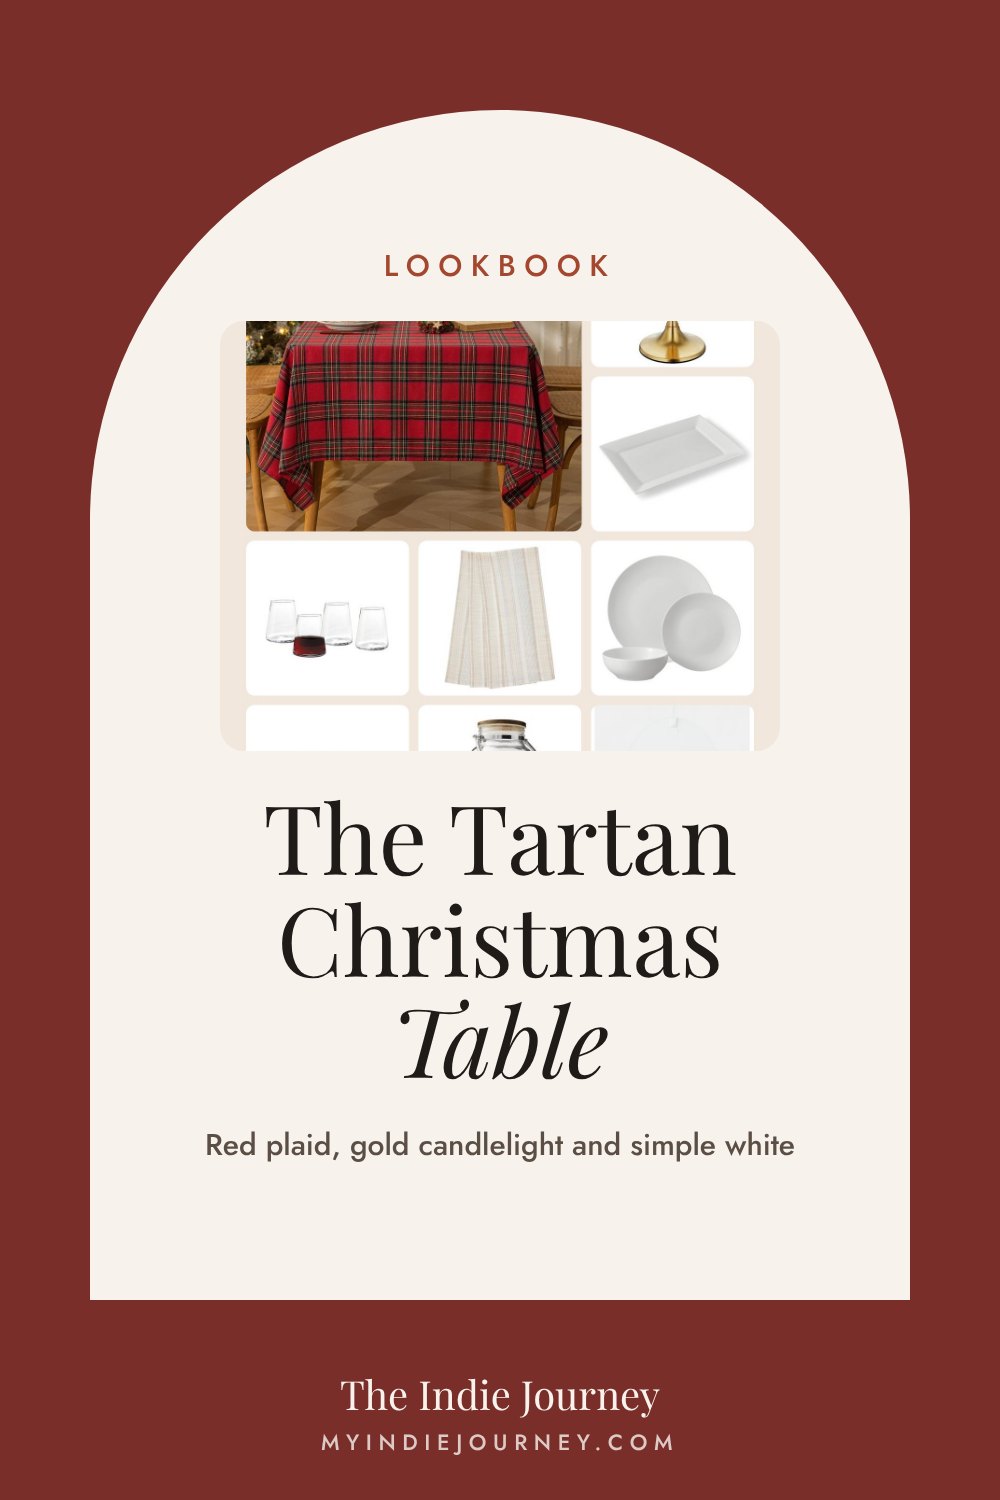 LOOKBOOK
The Tartan
Christmas
Table
Red plaid, gold candlelight and simple white
The Indie Journey
MYINDIEJOURNEY.COM